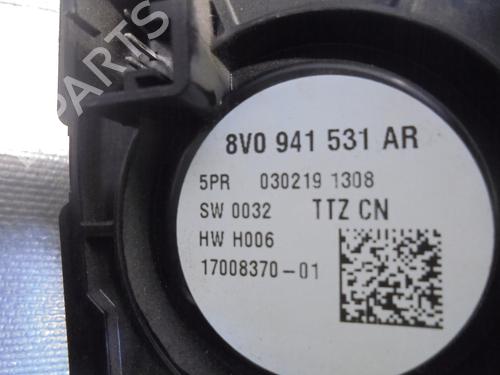 PARTS
8V0 941 531 AR
5PR 030219 1308
SW 0032 TTZ CN
HW H006
17008370-01